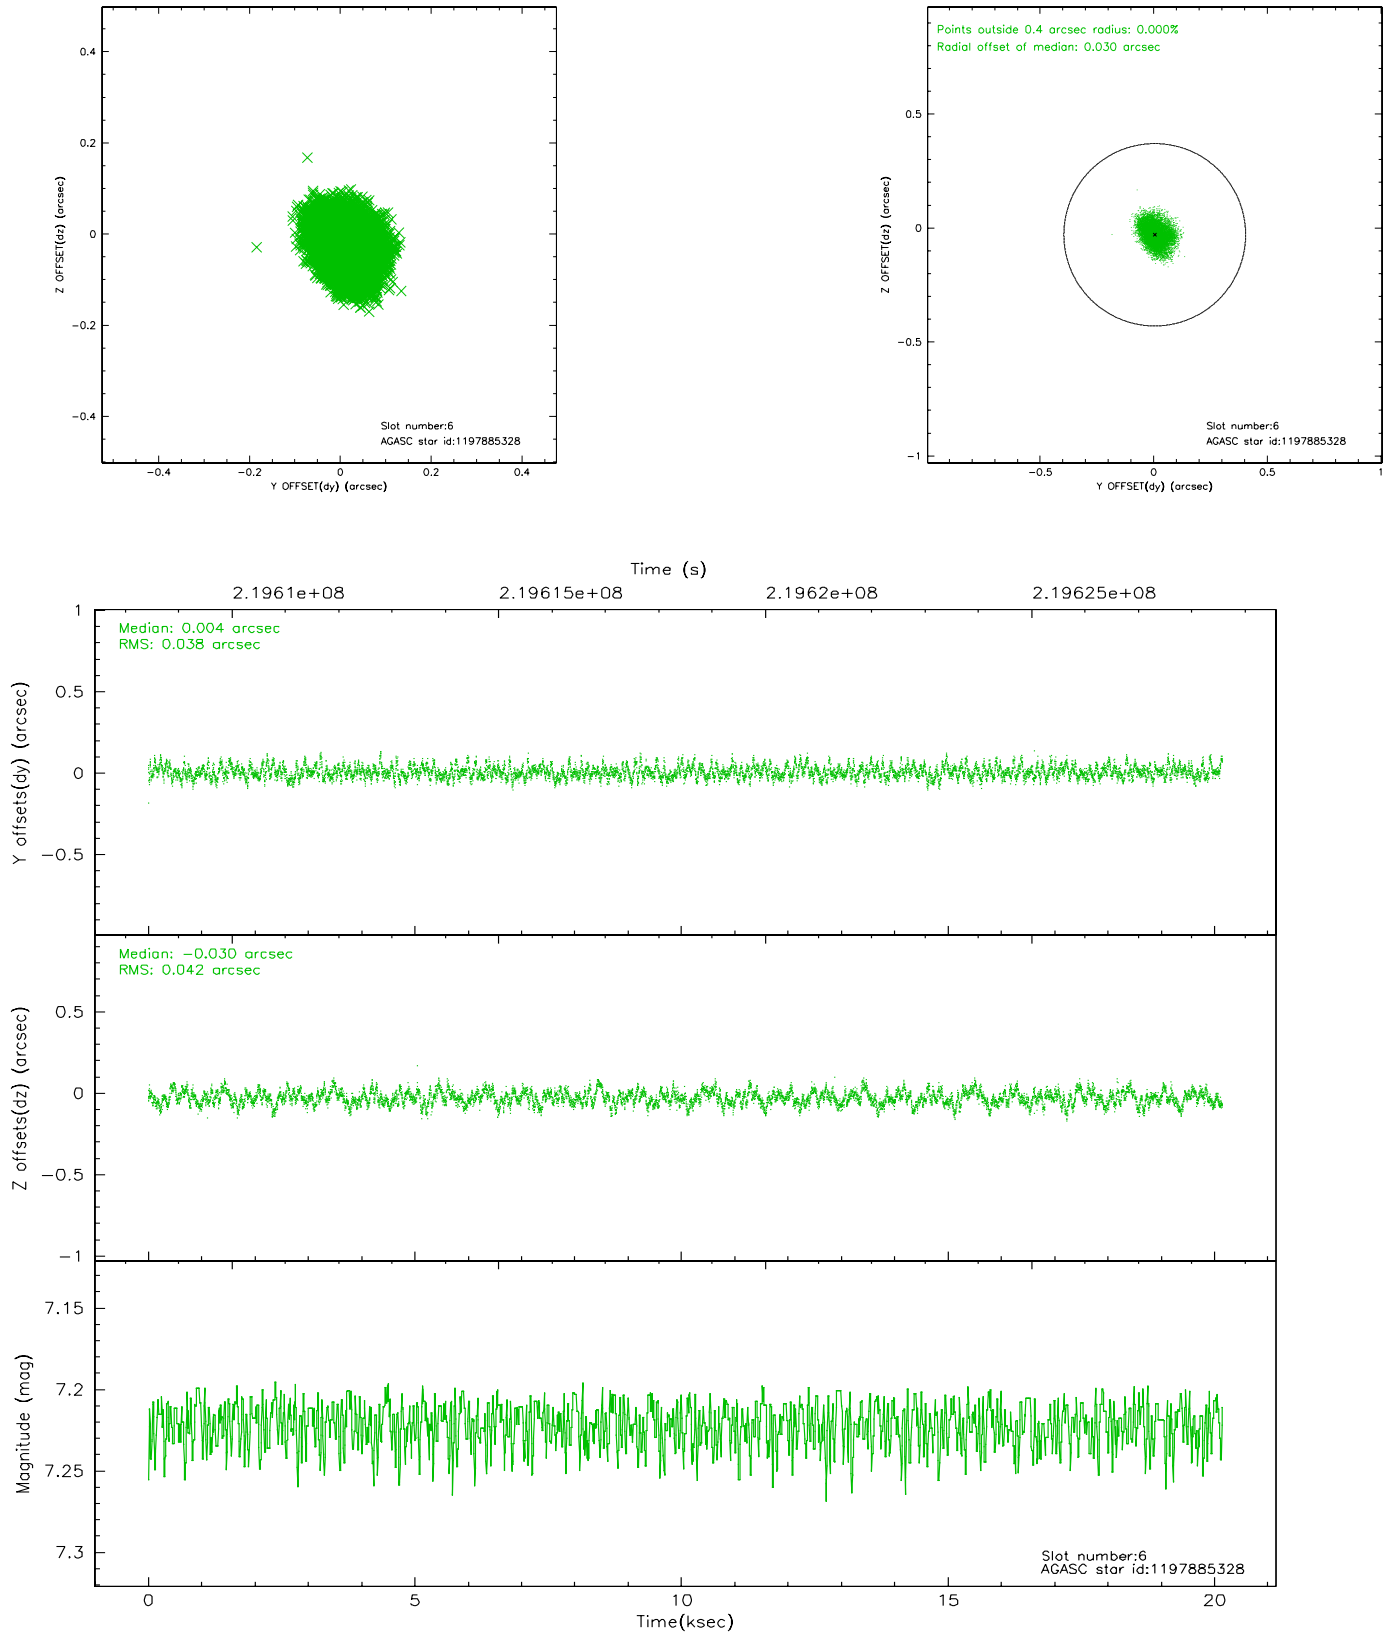 0.4
0.2
0
-0.2
-0.4
Z OFFSET(dz) (arcsec)
-0.4 -0.2 0 0.2 0.4
Y OFFSET(dy) (arcsec)
Slot number:6
AGASC star id:1197885328
Points outside 0.4 arcsec radius: 0.000%
Radial offset of median: 0.030 arcsec
0.5
0
-0.5
-1
Z OFFSET(dz) (arcsec)
-0.5 0 0.5 1
Y OFFSET(dy) (arcsec)
Slot number:6
AGASC star id:1197885328
Time (s)
2.1961e+08 2.19615e+08 2.1962e+08 2.19625e+08
Median: 0.004 arcsec
RMS: 0.038 arcsec
1
0.5
0
-0.5
Y offsets(dy) (arcsec)
Median: -0.030 arcsec
RMS: 0.042 arcsec
0.5
0
-0.5
-1
Z offsets(dz) (arcsec)
7.15
7.2
7.25
7.3
Magnitude (mag)
Slot number:6
AGASC star id:1197885328
0 5 10 15 20
Time(ksec)